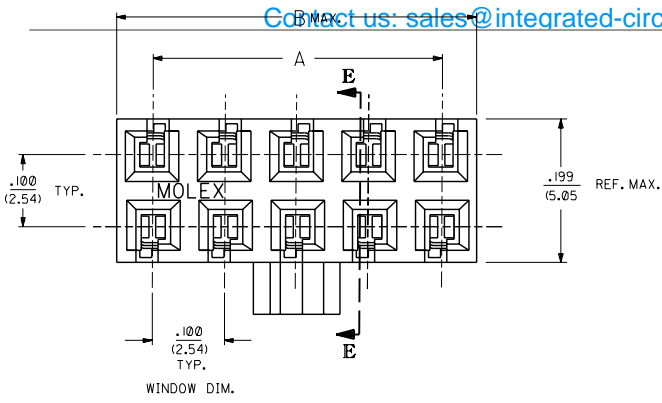 Contact us: sales@integrated-circ
B MAX.
A
E
.100
(2.54)
TYP.
MOLEX
.199
(5.05
REF. MAX.
.100
(2.54)
TYP.
E
WINDOW DIM.